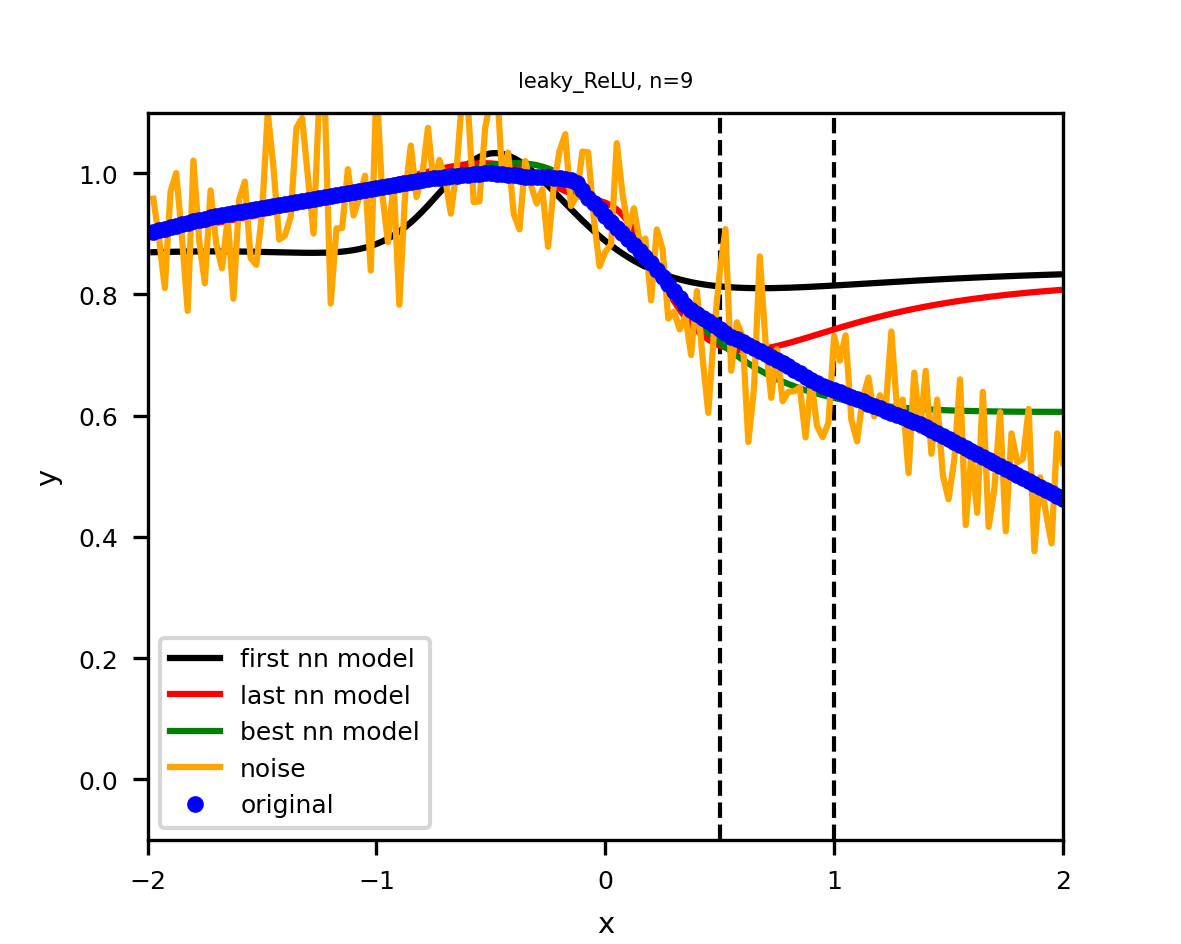 leaky_ReLU, n=9
y
1.0
0.8
0.6
0.4
0.2
0.0
first nn model
last nn model
best nn model
noise
original
−2
−1
0
1
2
x